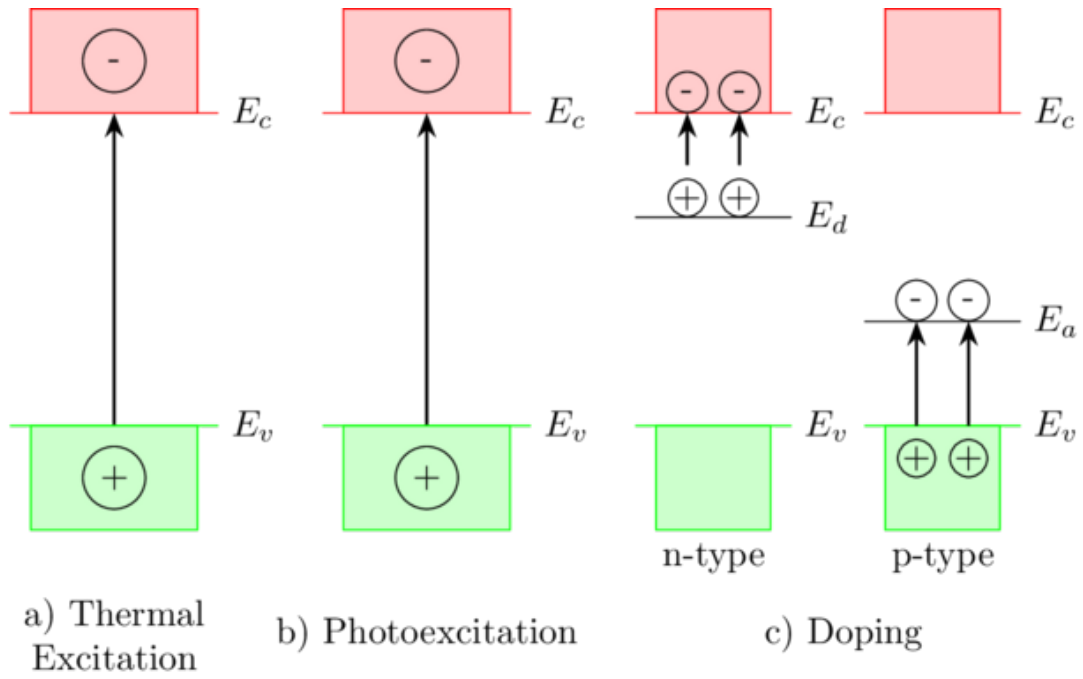 - - - - E_c E_c E_c E_c
+ + E_d
- - E_a
E_v E_v E_v E_v
+ + + +
n-type p-type
a) Thermal
Excitation
b) Photoexcitation
c) Doping